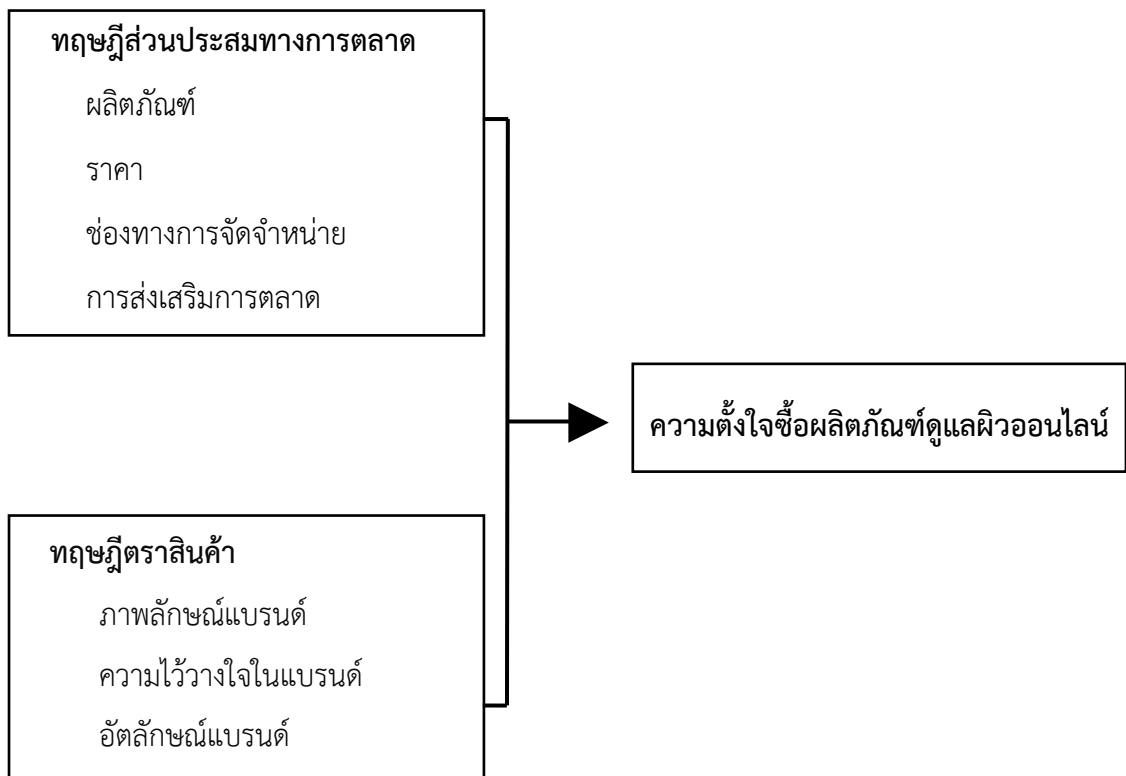 ทฤษฎีส่วนประสมทางการตลาด
ผลิตภัณฑ์
ราคา
ช่องทางการจัดจำหน่าย
การส่งเสริมการตลาด
ความตั้งใจซื้อผลิตภัณฑ์ดูแลผิวออนไลน์
ทฤษฎีตราสินค้า
ภาพลักษณ์แบรนด์
ความไว้วางใจในแบรนด์
อัตลักษณ์แบรนด์